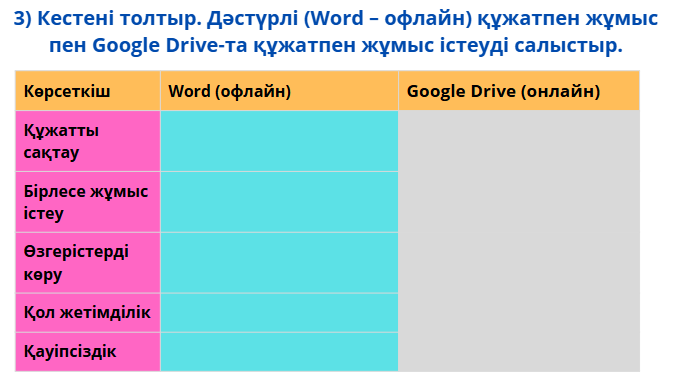 3) Кестені толтыр. Дәстүрлі (Word – офлайн) құжатпен жұмыс
пен Google Drive-та құжатпен жұмыс істеуді салыстыр.
Көрсеткіш Word (офлайн) Google Drive (онлайн)
Құжатты
сақтау
Бірлесе жұмыс
істеу
Өзгерістерді
көру
Қол жетімділік
Қауіпсіздік